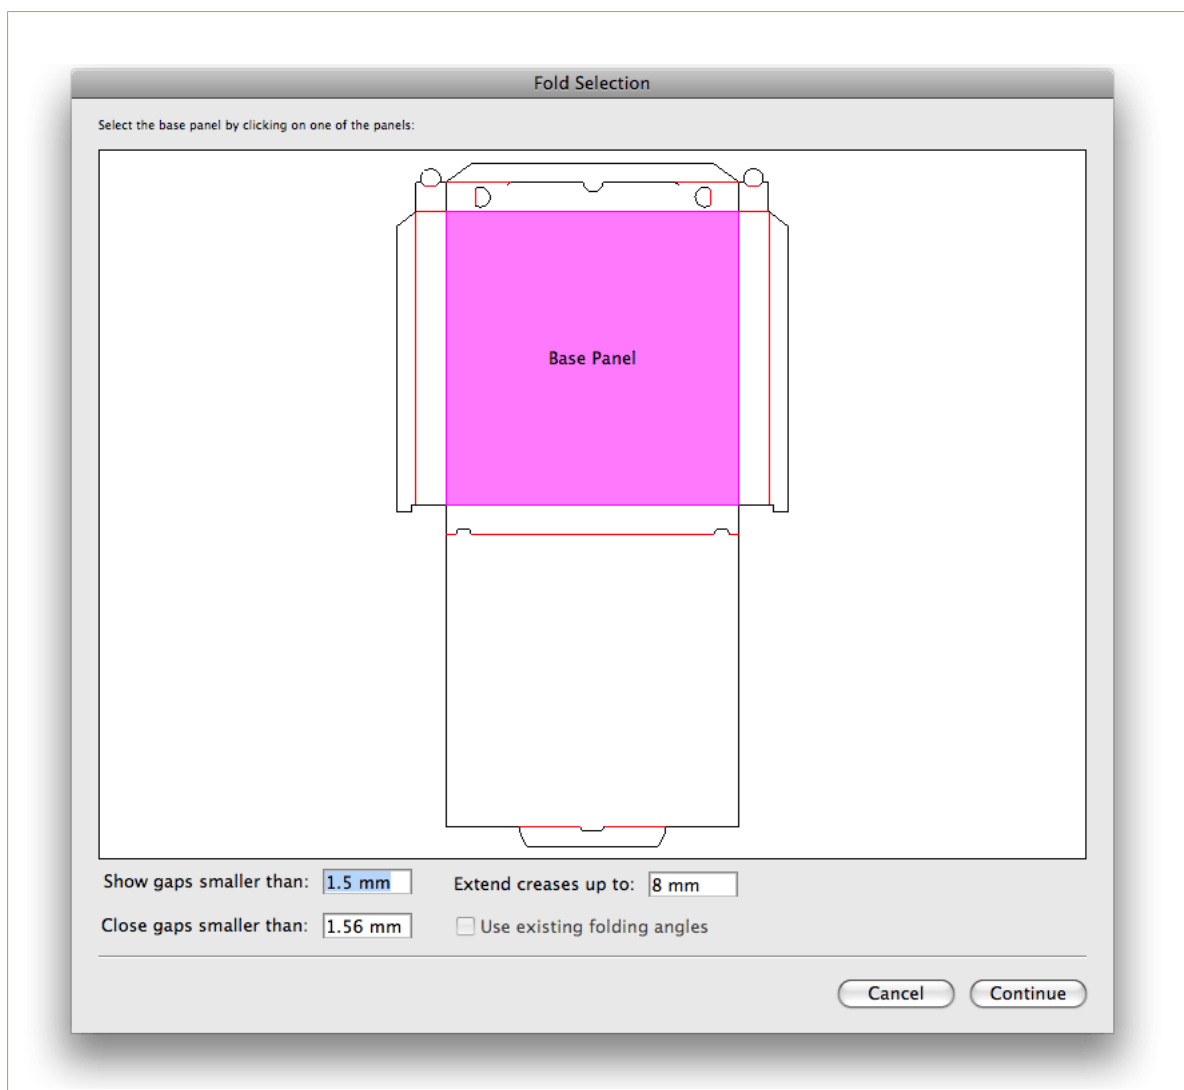 Fold Selection
Select the base panel by clicking on one of the panels:
Base Panel
Show gaps smaller than: 1.5 mm Extend creases up to: 8 mm
Close gaps smaller than: 1.56 mm Use existing folding angles
Cancel Continue